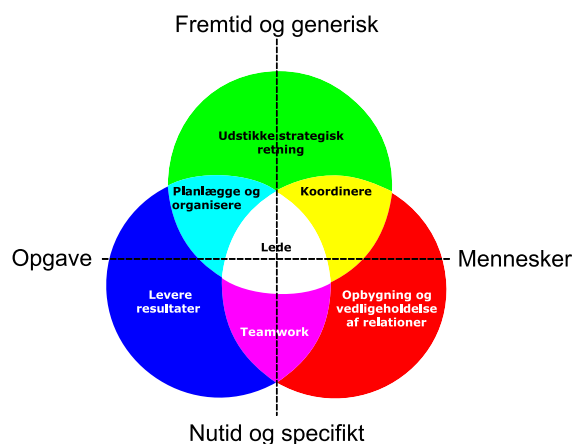 Fremtid og generisk
Udstikke strategisk
retning
Planlægge og
organisere
Koordinere
Lede
Opgave
Mennesker
Levere
resultater
Opbygning og
vedligeholdelse
af relationer
Teamwork
Nutid og specifikt